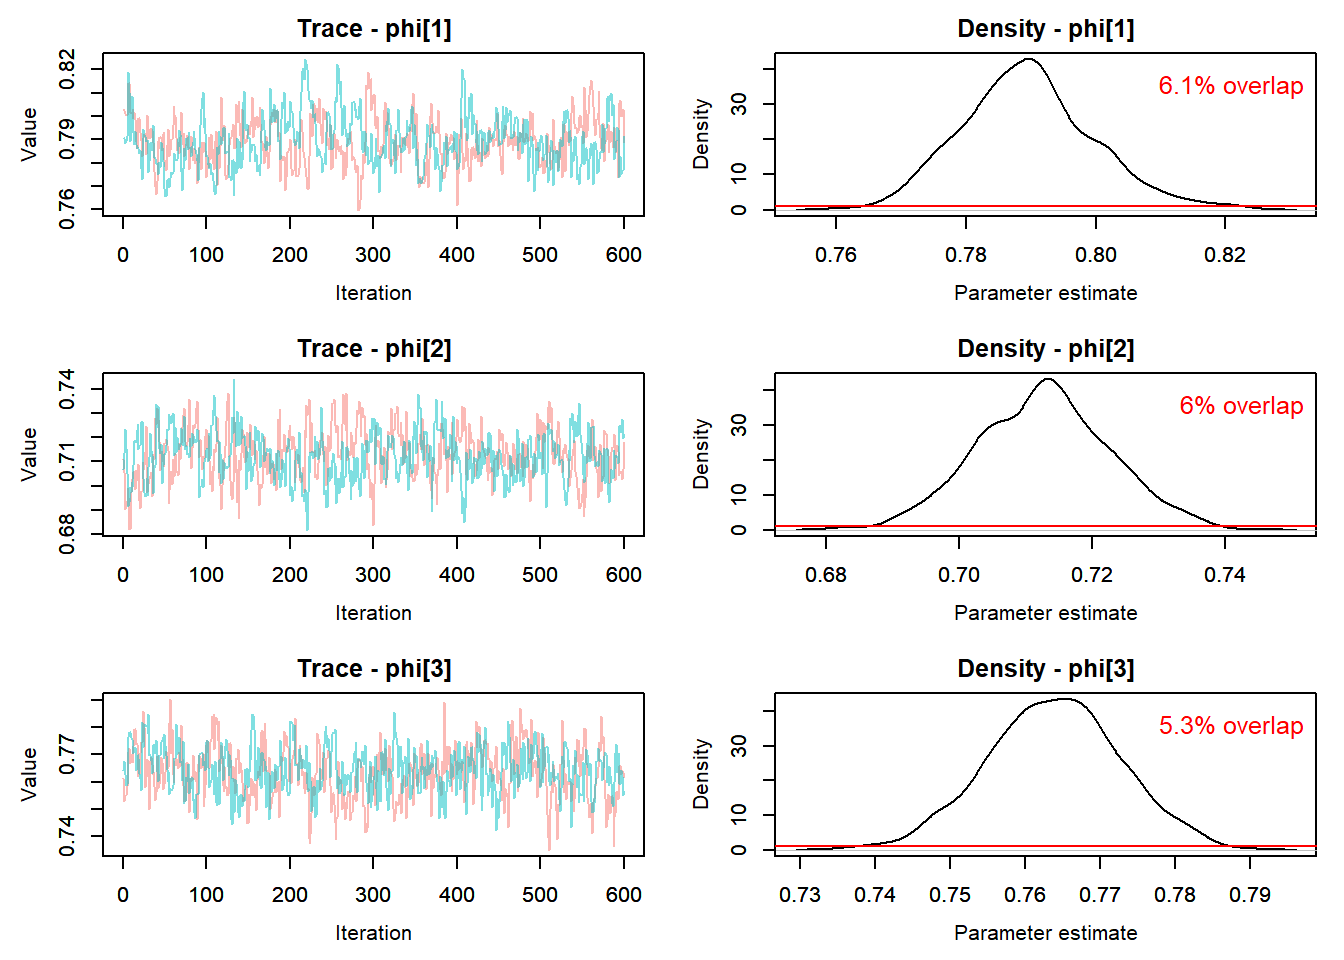 Trace - phi[1]
Value
0.76 0.79 0.82
0 100 200 300 400 500 600
Iteration
Density - phi[1]
6.1% overlap
Density
0 10 30
0.76 0.78 0.80 0.82
Parameter estimate
Trace - phi[2]
Value
0.68 0.71 0.74
0 100 200 300 400 500 600
Iteration
Density - phi[2]
6% overlap
Density
0 10 30
0.68 0.70 0.72 0.74
Parameter estimate
Trace - phi[3]
Value
0.74 0.77
0 100 200 300 400 500 600
Iteration
Density - phi[3]
5.3% overlap
Density
0 10 30
0.73 0.74 0.75 0.76 0.77 0.78 0.79
Parameter estimate